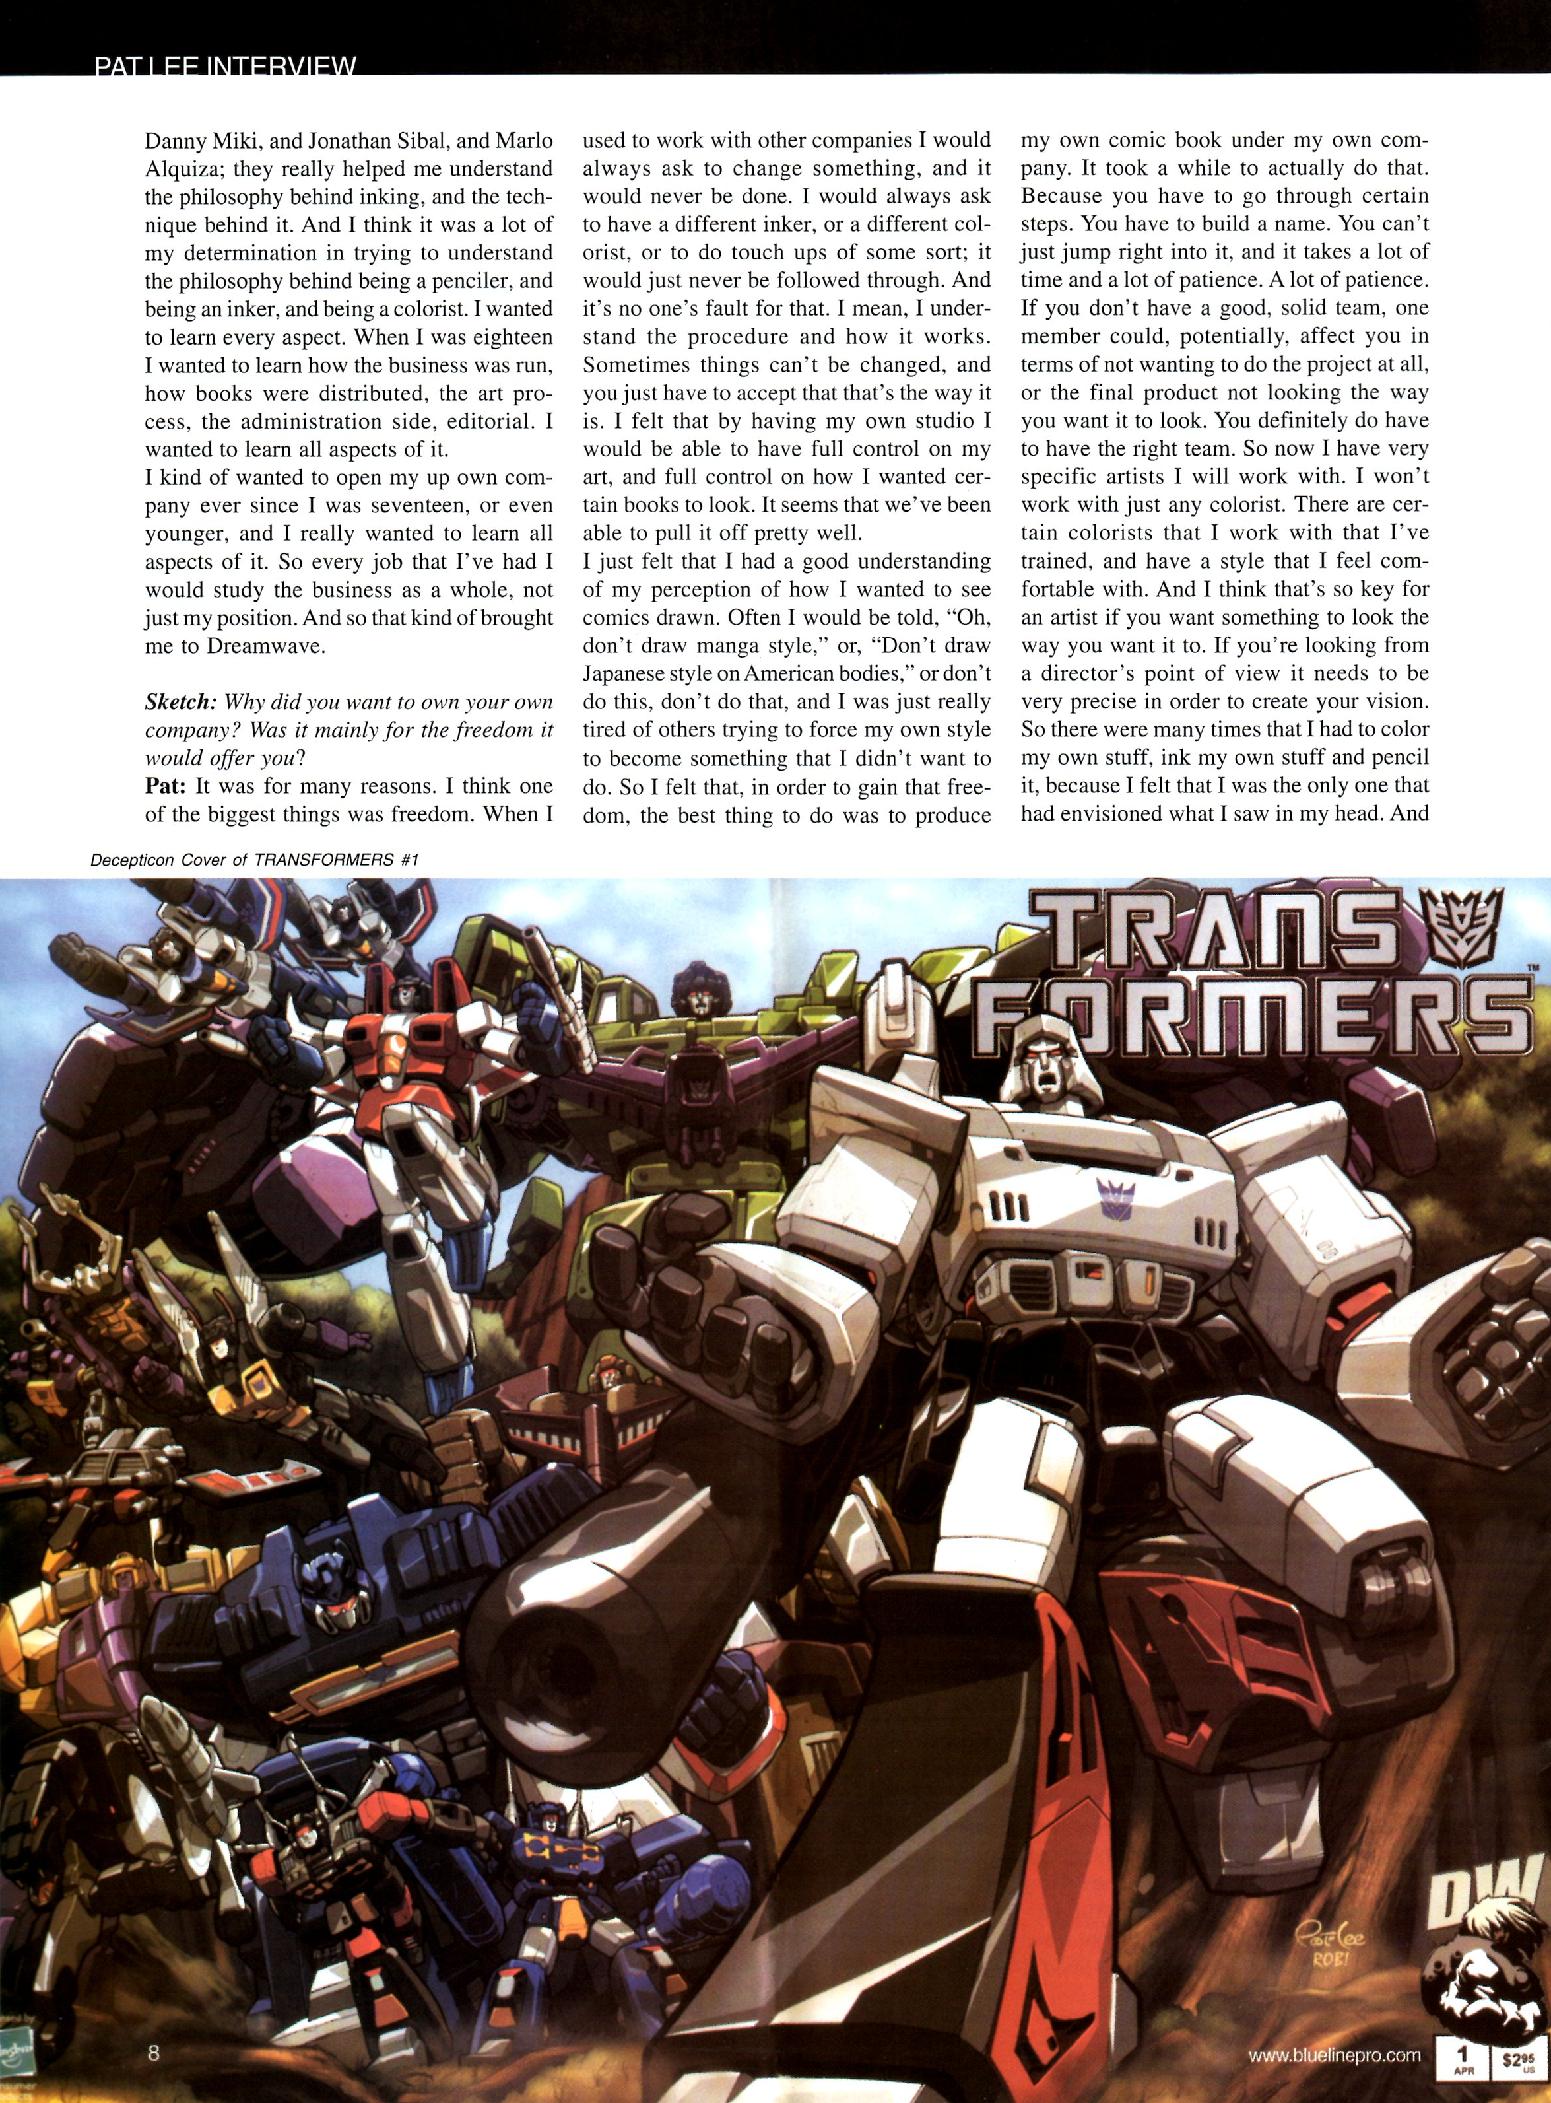 PAT LEE INTERVIEW
Danny Miki, and Jonathan Sibal, and Marlo
Alquiza; they really helped me understand
the philosophy behind inking, and the tech-
nique behind it. And I think it was a lot of
my determination in trying to understand
the philosophy behind being a penciler, and
being an inker, and being a colorist. I wanted
to learn every aspect. When I was eighteen
I wanted to learn how the business was run,
how books were distributed, the art pro-
cess, the administration side, editorial. I
wanted to learn all aspects of it.
I kind of wanted to open my up own com-
pany ever since I was seventeen, or even
younger, and I really wanted to learn all
aspects of it. So every job that I've had I
would study the business as a whole, not
just my position. And so that kind of brought
me to Dreamwave.
Sketch: Why did you want to own your own
company? Was it mainly for the freedom it
would offer you?
Pat: It was for many reasons. I think one
of the biggest things was freedom. When I
used to work with other companies I would
always ask to change something, and it
would never be done. I would always ask
to have a different inker, or a different col-
orist, or to do touch ups of some sort; it
would just never be followed through. And
it's no one's fault for that. I mean, I under-
stand the procedure and how it works.
Sometimes things can't be changed, and
you just have to accept that that's the way it
is. I felt that by having my own studio I
would be able to have full control on my
art, and full control on how I wanted cer-
tain books to look. It seems that we've been
able to pull it off pretty well.
I just felt that I had a good understanding
of my perception of how I wanted to see
comics drawn. Often I would be told, "Oh,
don't draw manga style," or, "Don't draw
Japanese style on American bodies," or don't
do this, don't do that, and I was just really
tired of others trying to force my own style
to become something that I didn't want to
do. So I felt that, in order to gain that free-
dom, the best thing to do was to produce
my own comic book under my own com-
pany. It took a while to actually do that.
Because you have to go through certain
steps. You have to build a name. You can't
just jump right into it, and it takes a lot of
time and a lot of patience. A lot of patience.
If you don't have a good, solid team, one
member could, potentially, affect you in
terms of not wanting to do the project at all,
or the final product not looking the way
you want it to look. You definitely do have
to have the right team. So now I have very
specific artists I will work with. I won't
work with just any colorist. There are cer-
tain colorists that I work with that I've
trained, and have a style that I feel com-
fortable with. And I think that's so key for
an artist if you want something to look the
way you want it to. If you're looking from
a director's point of view it needs to be
very precise in order to create your vision.
So there were many times that I had to color
my own stuff, ink my own stuff and pencil
it, because I felt that I was the only one that
had envisioned what I saw in my head. And
Decepticon Cover of TRANSFORMERS #1
TRANS
FORMERS™
DW
Pat Lee
ROB!
8
www.bluelinepro.com
1
APR
$2.95
US